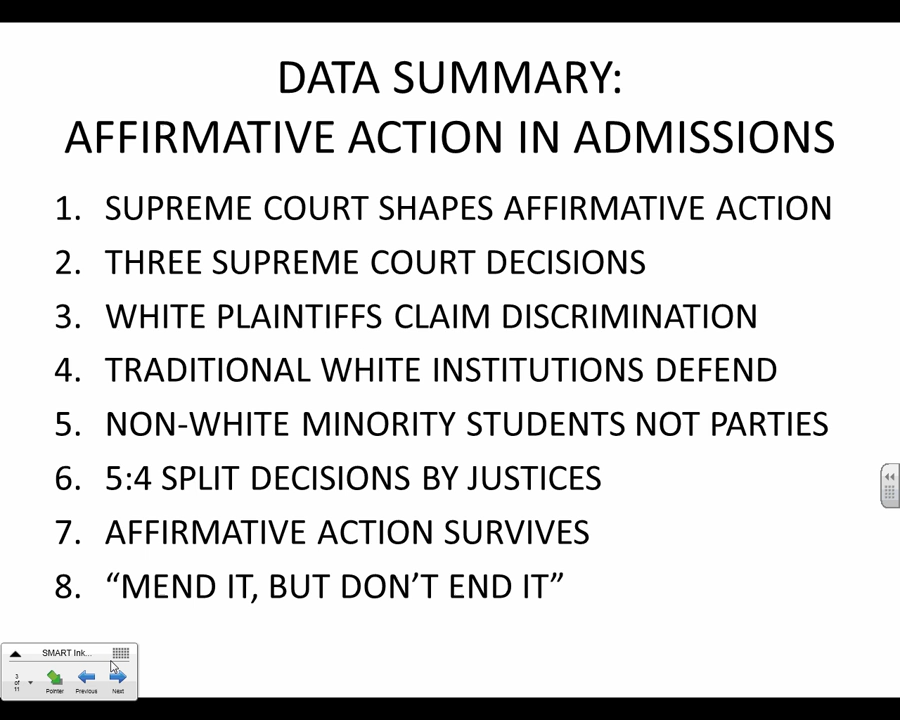 DATA SUMMARY:
AFFIRMATIVE ACTION IN ADMISSIONS
1. SUPREME COURT SHAPES AFFIRMATIVE ACTION
2. THREE SUPREME COURT DECISIONS
3. WHITE PLAINTIFFS CLAIM DISCRIMINATION
4. TRADITIONAL WHITE INSTITUTIONS DEFEND
5. NON-WHITE MINORITY STUDENTS NOT PARTIES
6. 5:4 SPLIT DECISIONS BY JUSTICES
7. AFFIRMATIVE ACTION SURVIVES
8. “MEND IT, BUT DON’T END IT”
SMART Ink...
3
of
11
Pointer Previous Next